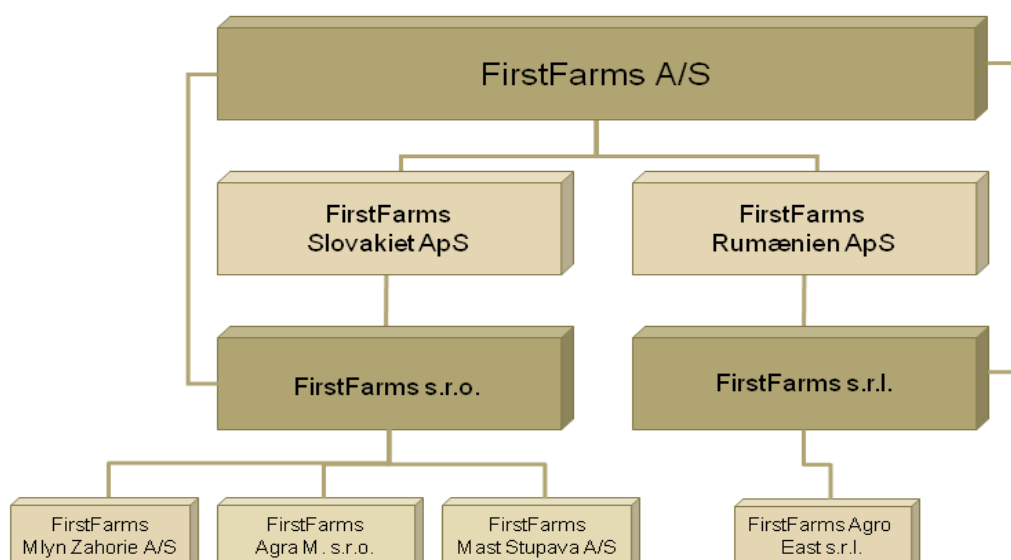 FirstFarms A/S
FirstFarms
Slovakiet ApS
FirstFarms
Rumænien ApS
FirstFarms s.r.o.
FirstFarms s.r.l.
FirstFarms
Mlyn Zahorie A/S
FirstFarms
Agra M. s.r.o.
FirstFarms
Mast Stupava A/S
FirstFarms Agro
East s.r.l.